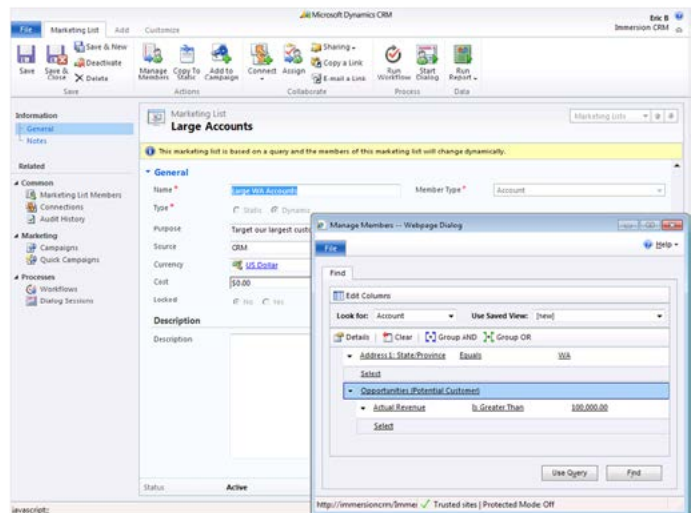 Microsoft Dynamics CRM
File Marketing List Add Customize
Eric B
Immersion CRM
Save
Save & Close
Save & New
Deactivate
Delete
Save
Manage Members
Copy To Static
Add to Campaign
Actions
Connect
Assign
Sharing
Copy a Link
E-mail a Link
Collaborate
Run Workflow
Start Dialog
Process
Run Report
Data
Information
General
Notes
Related
Common
Marketing List Members
Connections
Audit History
Marketing
Campaigns
Quick Campaigns
Processes
Workflows
Dialog Sessions
Marketing List
Large Accounts
Marketing Lists
This marketing list is based on a query and the members of this marketing list will change dynamically.
General
Name * Large WA Accounts Member Type * Account
Type * Static Dynamic
Purpose Target our largest custo
Source CRM
Currency US Dollar
Cost $0.00
Locked No Yes
Description
Description
Status Active
javascript:
Manage Members -- Webpage Dialog
File Help
Find
Edit Columns
Look for: Account Use Saved View: [new]
Details Clear Group AND Group OR
Address 1: State/Province Equals WA
Select
Opportunities (Potential Customer)
Actual Revenue Is Greater Than 100,000.00
Select
Use Query Find
http://immersioncrm/Immer Trusted sites | Protected Mode: Off